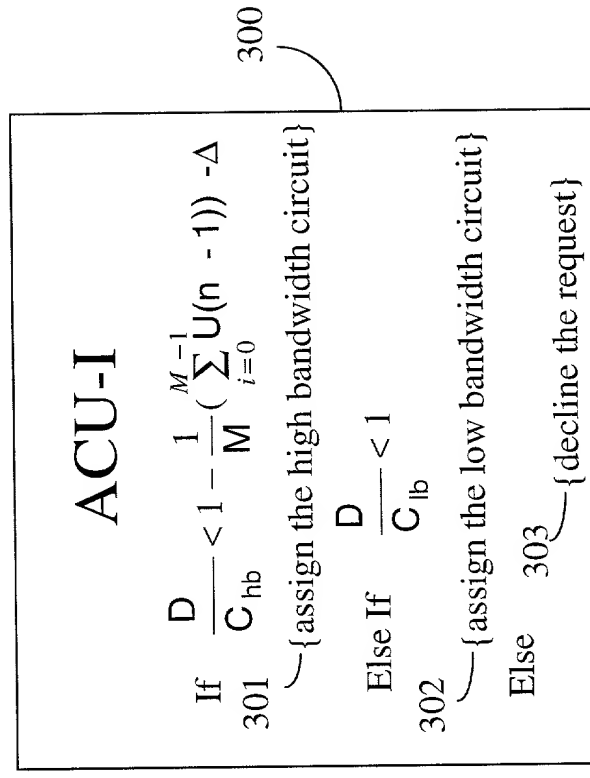 ACU-I
If D/C_hb < 1 - 1/M ( ∑_{i=0}^{M-1} U(n - 1)) -Δ
301 {assign the high bandwidth circuit}
Else If D/C_lb < 1
302 {assign the low bandwidth circuit}
Else 303 {decline the request}
300